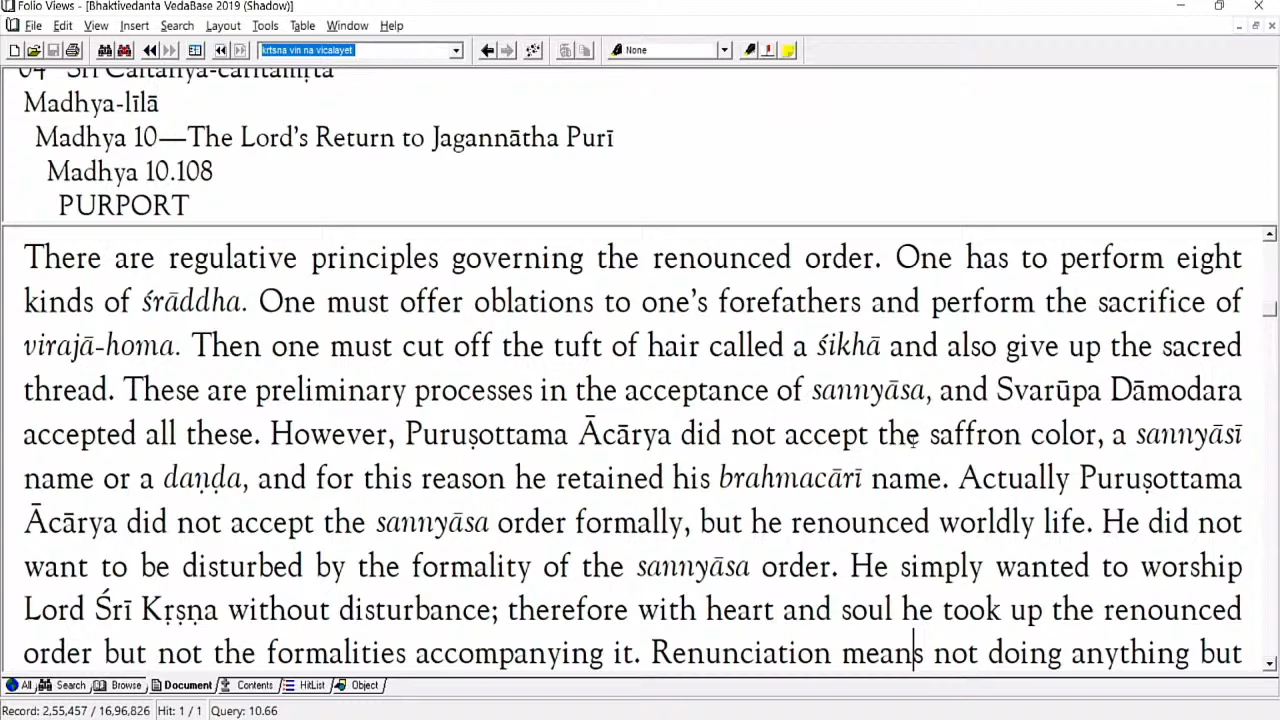 Folio Views - [Bhaktivedanta VedaBase 2019 (Shadow)]
File Edit View Insert Search Layout Tools Table Window Help
krtsna vin na vicalayet None
04 Śrī Caitanya-caritāmṛta
Madhya-līlā
Madhya 10—The Lord's Return to Jagannātha Purī
Madhya 10.108
PURPORT
There are regulative principles governing the renounced order. One has to perform eight
kinds of śrāddha. One must offer oblations to one's forefathers and perform the sacrifice of
virajā-homa. Then one must cut off the tuft of hair called a śikhā and also give up the sacred
thread. These are preliminary processes in the acceptance of sannyāsa, and Svarūpa Dāmodara
accepted all these. However, Puruṣottama Ācārya did not accept the saffron color, a sannyāsī
name or a daṇḍa, and for this reason he retained his brahmacārī name. Actually Puruṣottama
Ācārya did not accept the sannyāsa order formally, but he renounced worldly life. He did not
want to be disturbed by the formality of the sannyāsa order. He simply wanted to worship
Lord Śrī Kṛṣṇa without disturbance; therefore with heart and soul he took up the renounced
order but not the formalities accompanying it. Renunciation means not doing anything but
All Search Browse Document Contents HitList Object
Record: 2,55,457 / 16,96,826 Hit: 1 / 1 Query: 10.66